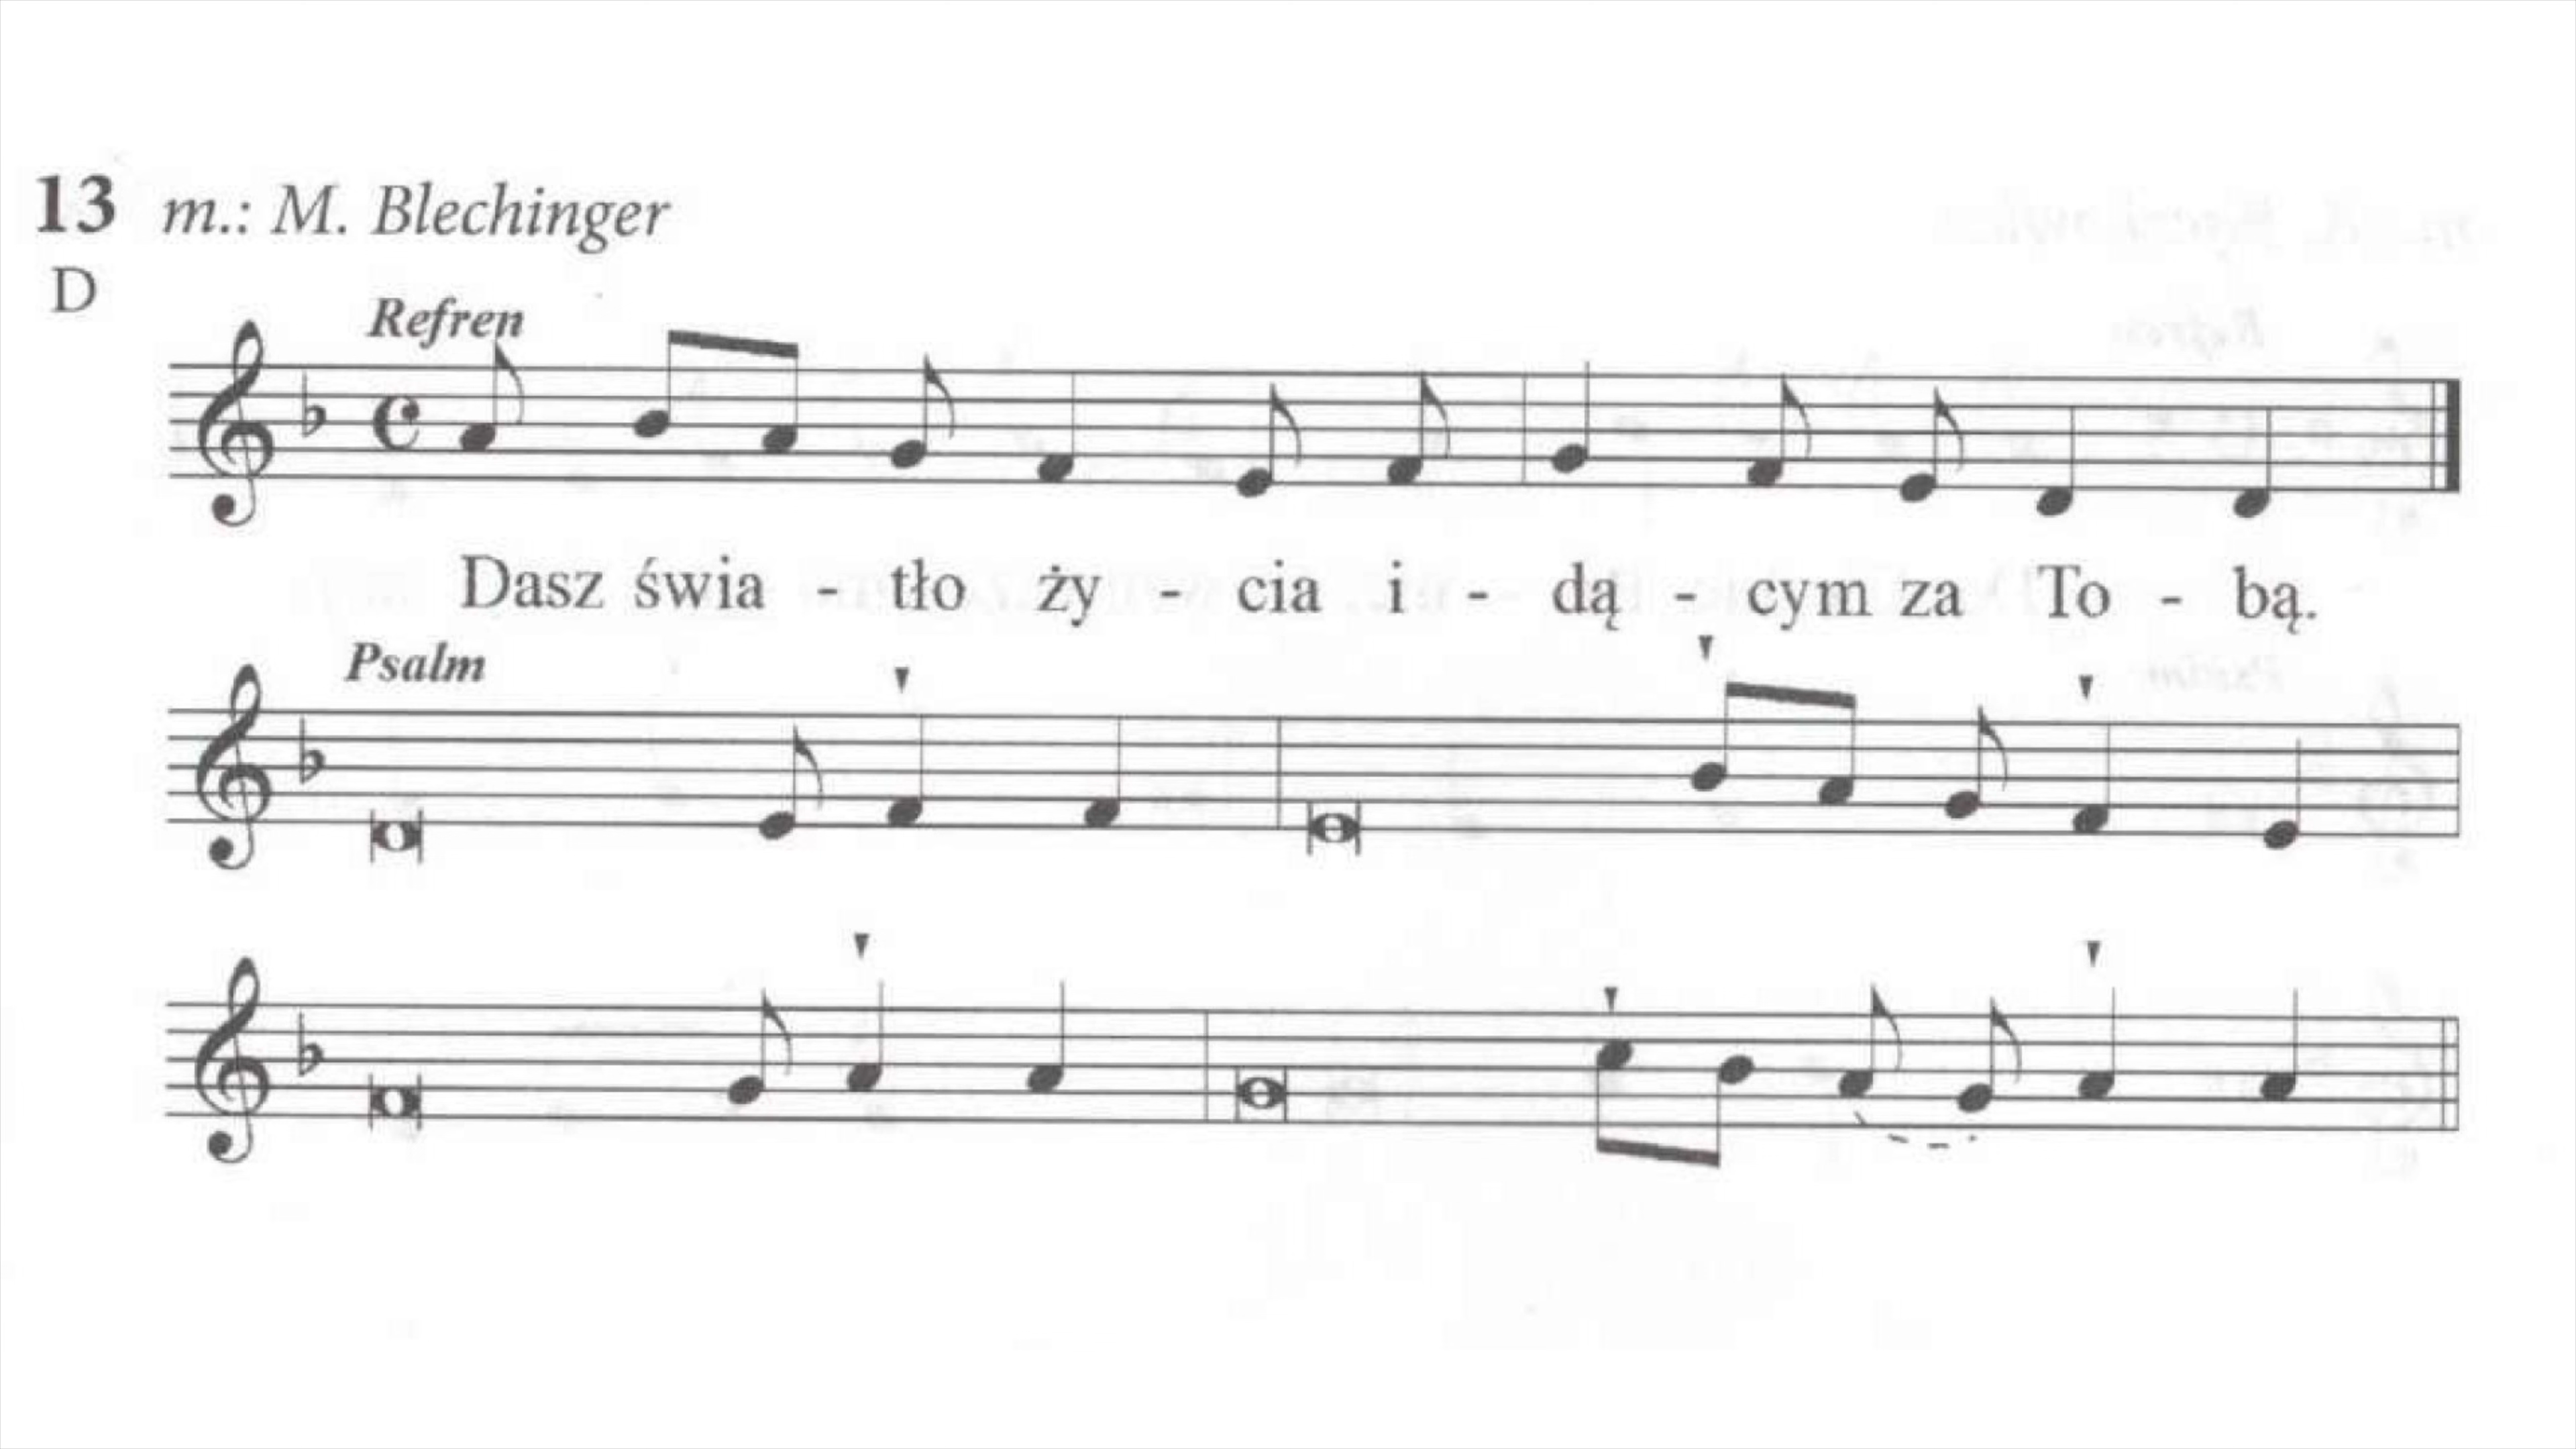 13 m.: M. Blechinger
D
Refren
Dasz świa - tło ży - cia i - dą - cym za To - bą.
Psalm